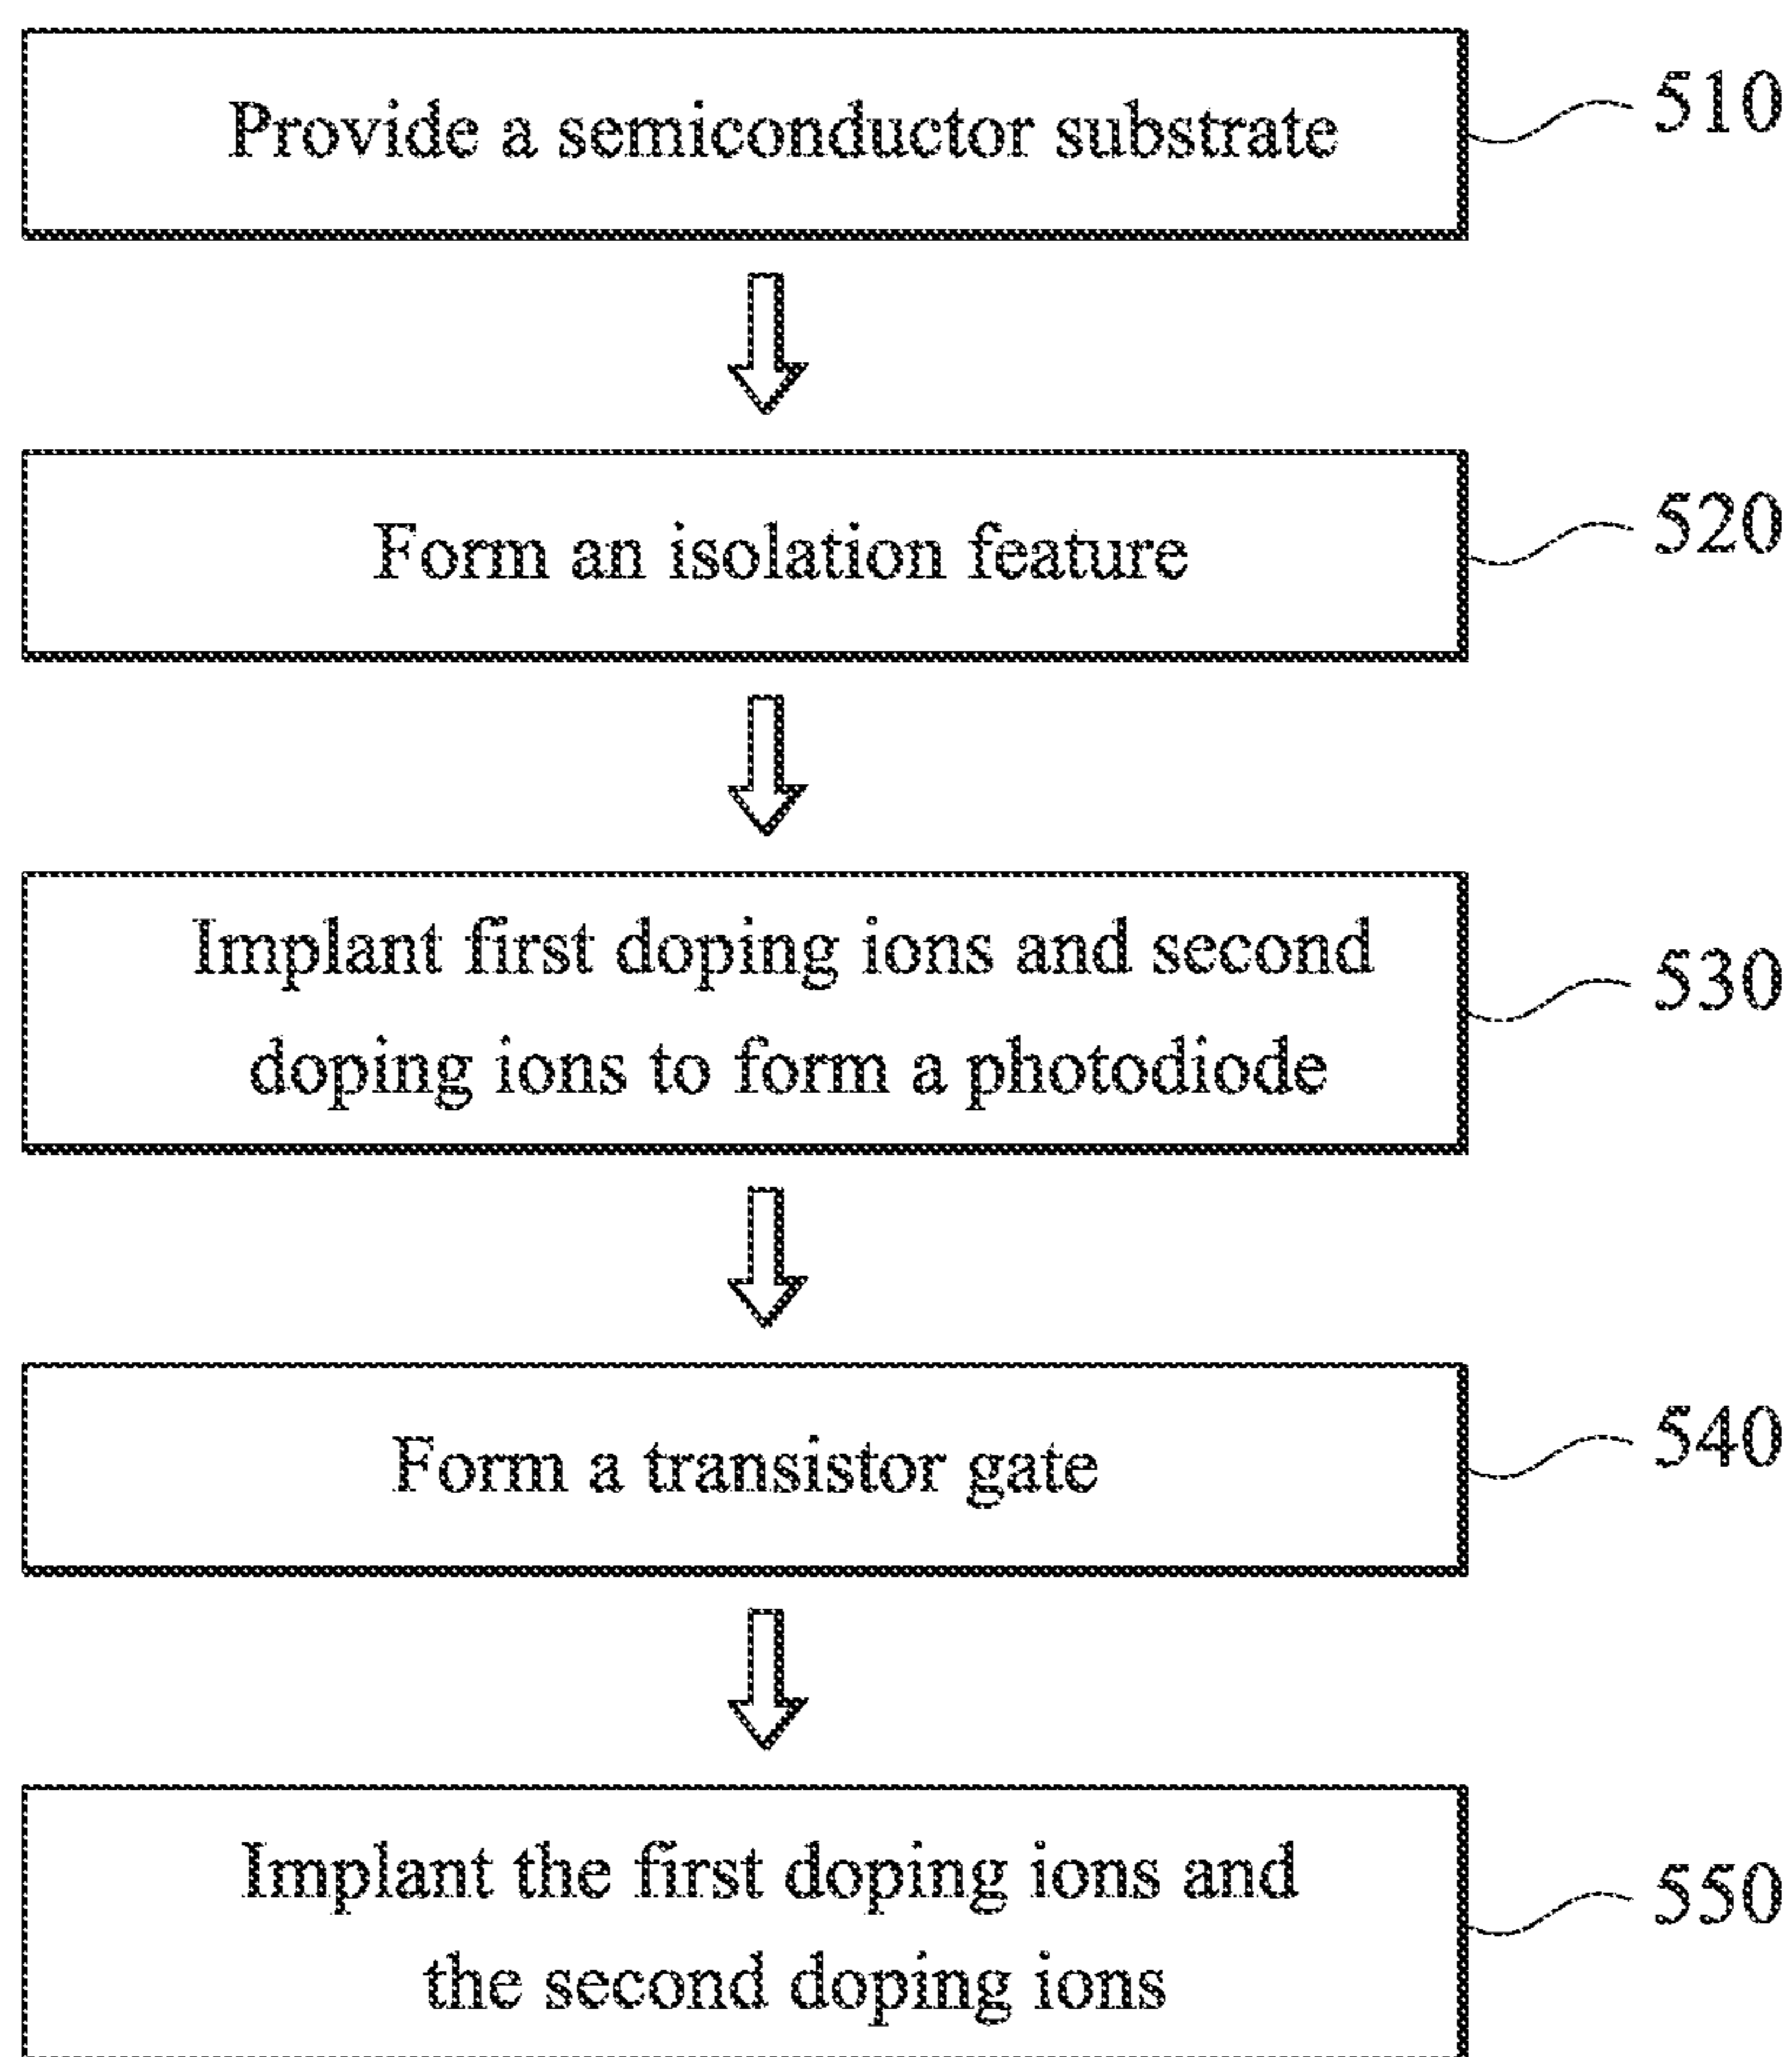 Provide a semiconductor substrate
510
Form an isolation feature
520
Implant first doping ions and second
doping ions to form a photodiode
530
Form a transistor gate
540
Implant the first doping ions and
the second doping ions
550